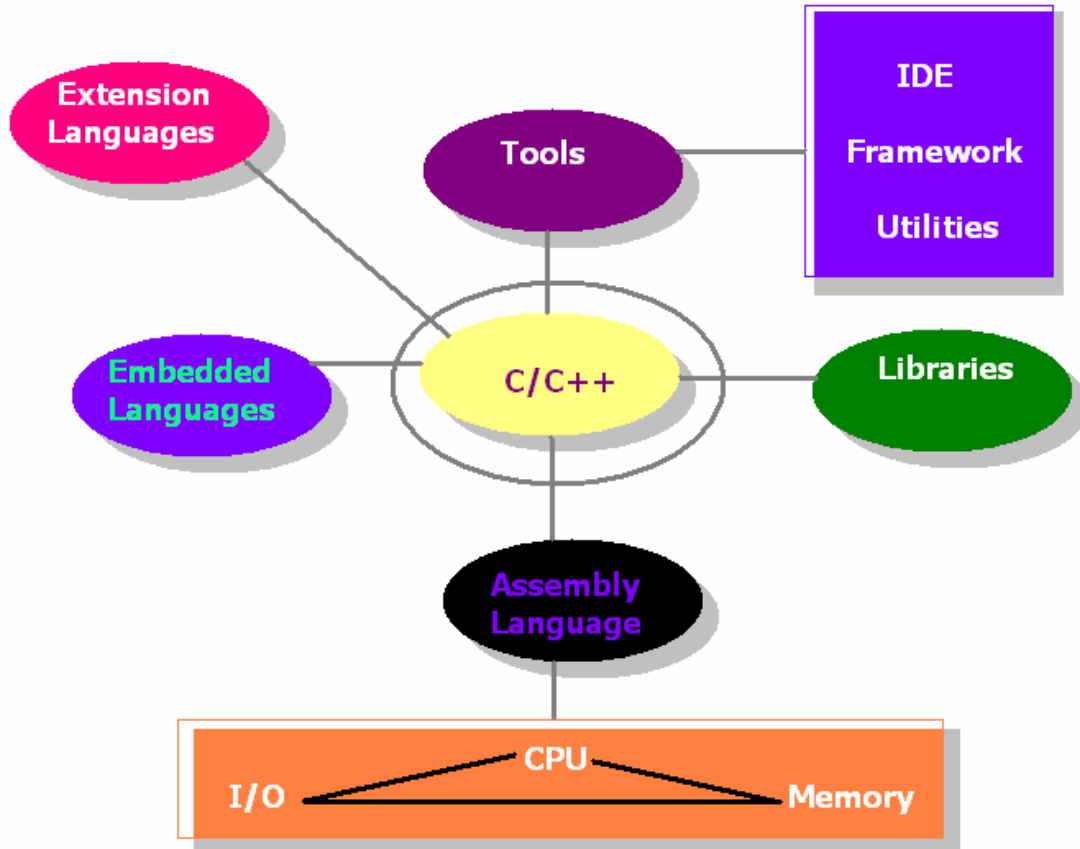 Extension
Languages
Tools
IDE
Framework
Utilities
Embedded
Languages
C/C++
Libraries
Assembly
Language
CPU
I/O
Memory